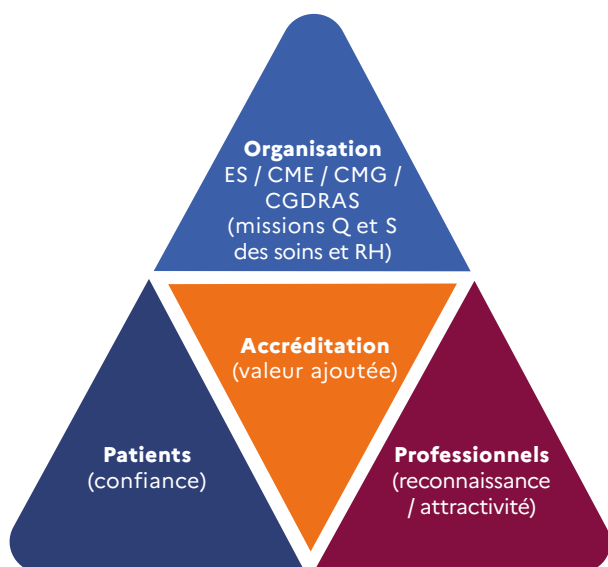 Organisation
ES / CME / CMG /
CGDRAS
(missions Q et S
des soins et RH)
Accréditation
(valeur ajoutée)
Patients
(confiance)
Professionnels
(reconnaissance
/ attractivité)